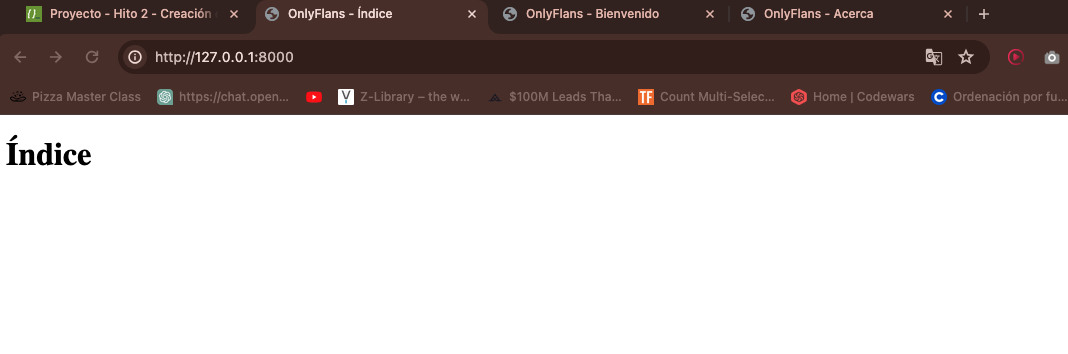 Proyecto - Hito 2 - Creación
OnlyFlans - Índice
OnlyFlans - Bienvenido
OnlyFlans - Acerca
http://127.0.0.1:8000
Pizza Master Class
https://chat.open...
Z-Library – the w...
$100M Leads Tha...
TF
Count Multi-Selec...
Home | Codewars
Ordenación por fu...
Índice